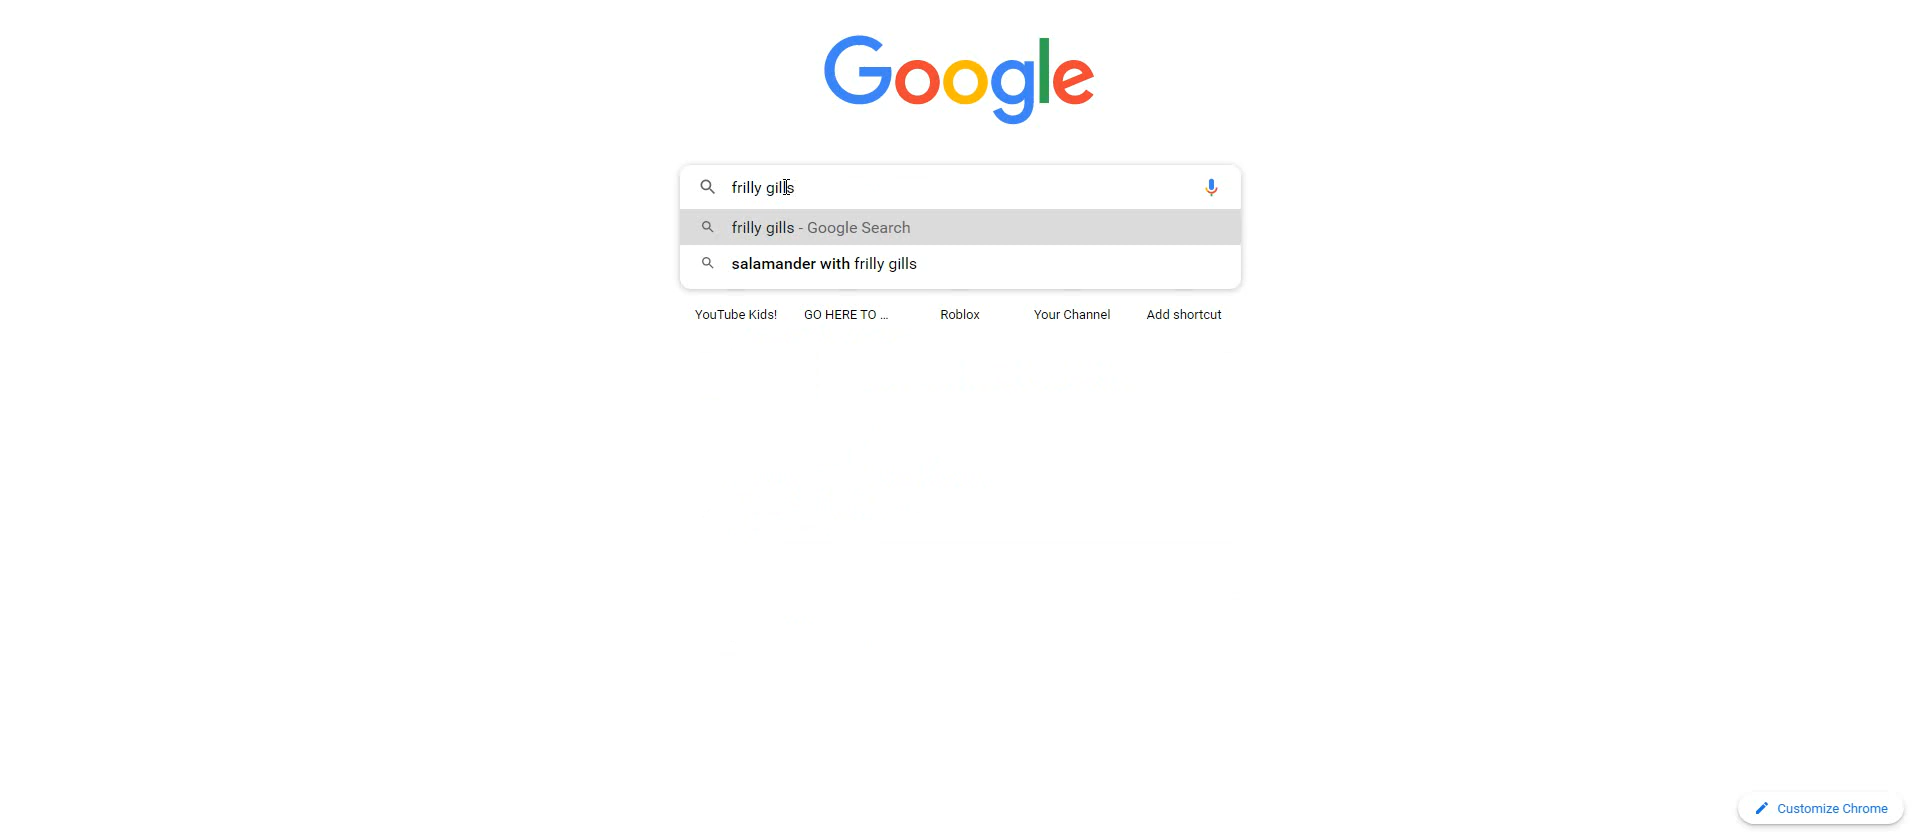 Google
frilly gills
frilly gills - Google Search
salamander with frilly gills
YouTube Kids! GO HERE TO ... Roblox Your Channel Add shortcut
Customize Chrome